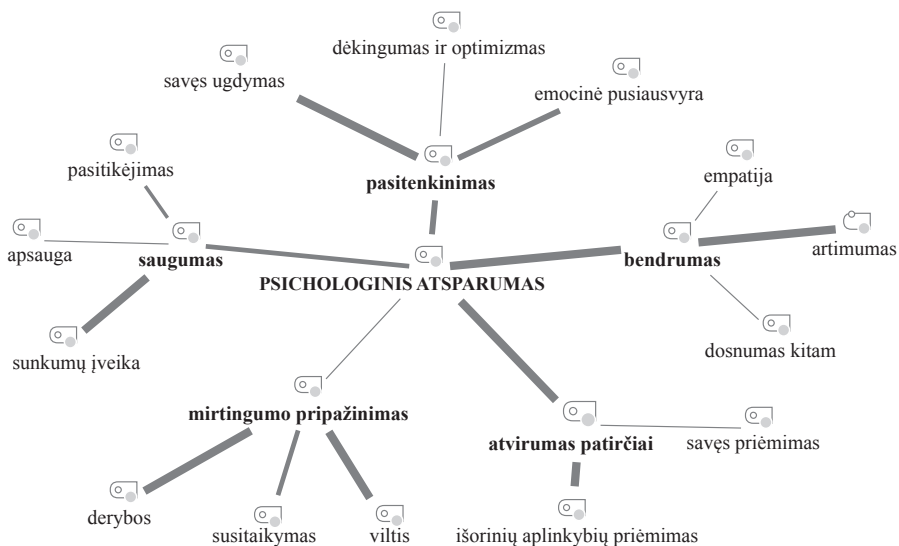 dėkingumas ir optimizmas
savęs ugdymas
emocinė pusiausvyra
pasitikėjimas
pasitenkinimas
empatija
apsauga
saugumas
bendrumas
artimumas
PSICHOLOGINIS ATSPARUMAS
sunkumų įveika
dosnumas kitam
mirtingumo pripažinimas
atvirumas patirčiai
savęs priėmimas
derybos
susitaikymas
viltis
išorinių aplinkybių priėmimas